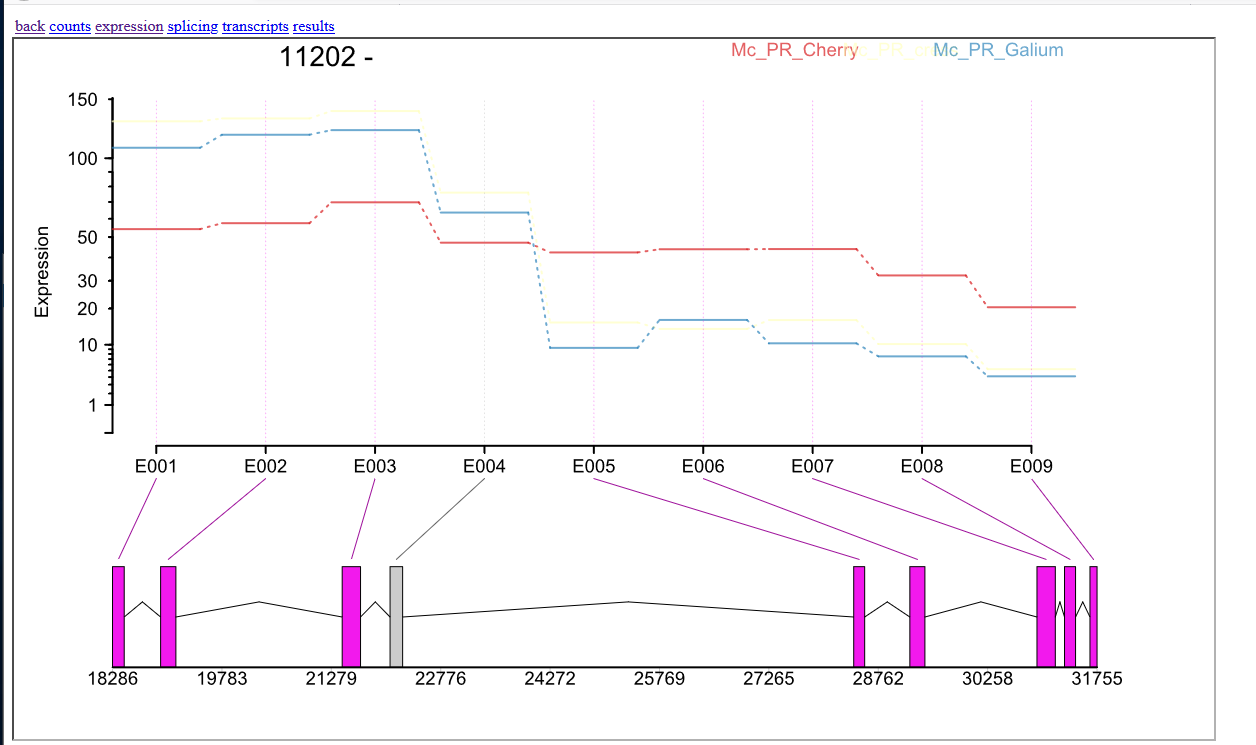 back counts expression splicing transcripts results
11202 -
Mc_PR_Cherry Mc_PR_Galium
150
100
50
30
20
10
1
Expression
E001 E002 E003 E004 E005 E006 E007 E008 E009
18286 19783 21279 22776 24272 25769 27265 28762 30258 31755